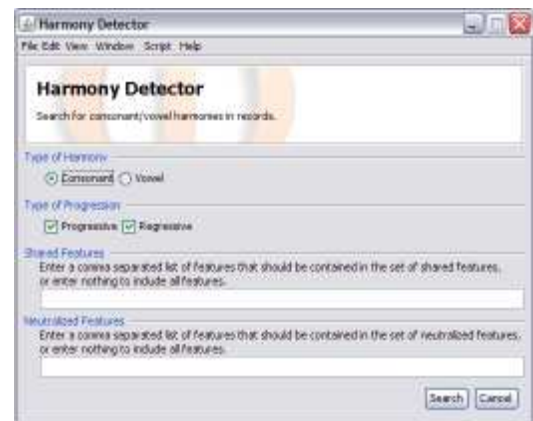 Harmony Detector
File Edit View Window Script Help
Harmony Detector
Search for consonant/vowel harmonies in records.
Type of Harmony
Consonant Vowel
Type of Progression
Progressive Regressive
Shared Features
Enter a comma separated list of features that should be contained in the set of shared features,
or enter nothing to include all features.
Neutralized Features
Enter a comma separated list of features that should be contained in the set of neutralized features,
or enter nothing to include all features.
Search Cancel